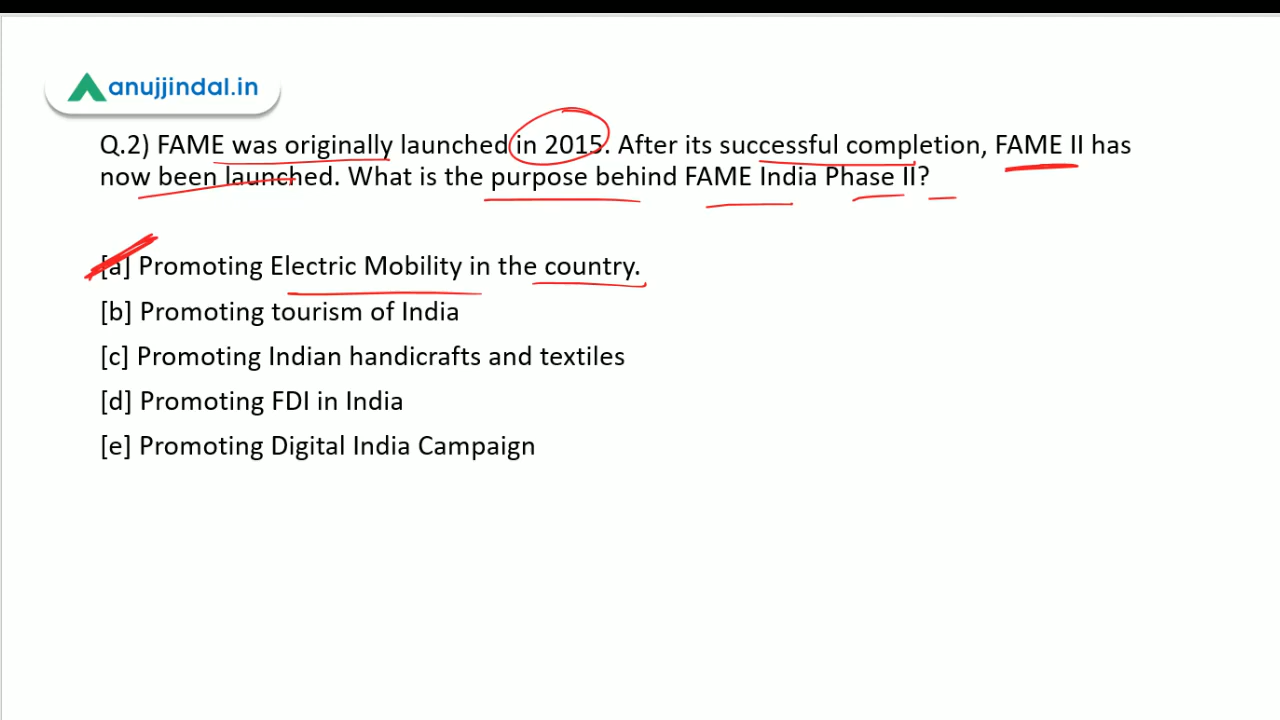 anujjindal.in
Q.2) FAME was originally launched in 2015. After its successful completion, FAME II has
now been launched. What is the purpose behind FAME India Phase II?
[a] Promoting Electric Mobility in the country.
[b] Promoting tourism of India
[c] Promoting Indian handicrafts and textiles
[d] Promoting FDI in India
[e] Promoting Digital India Campaign